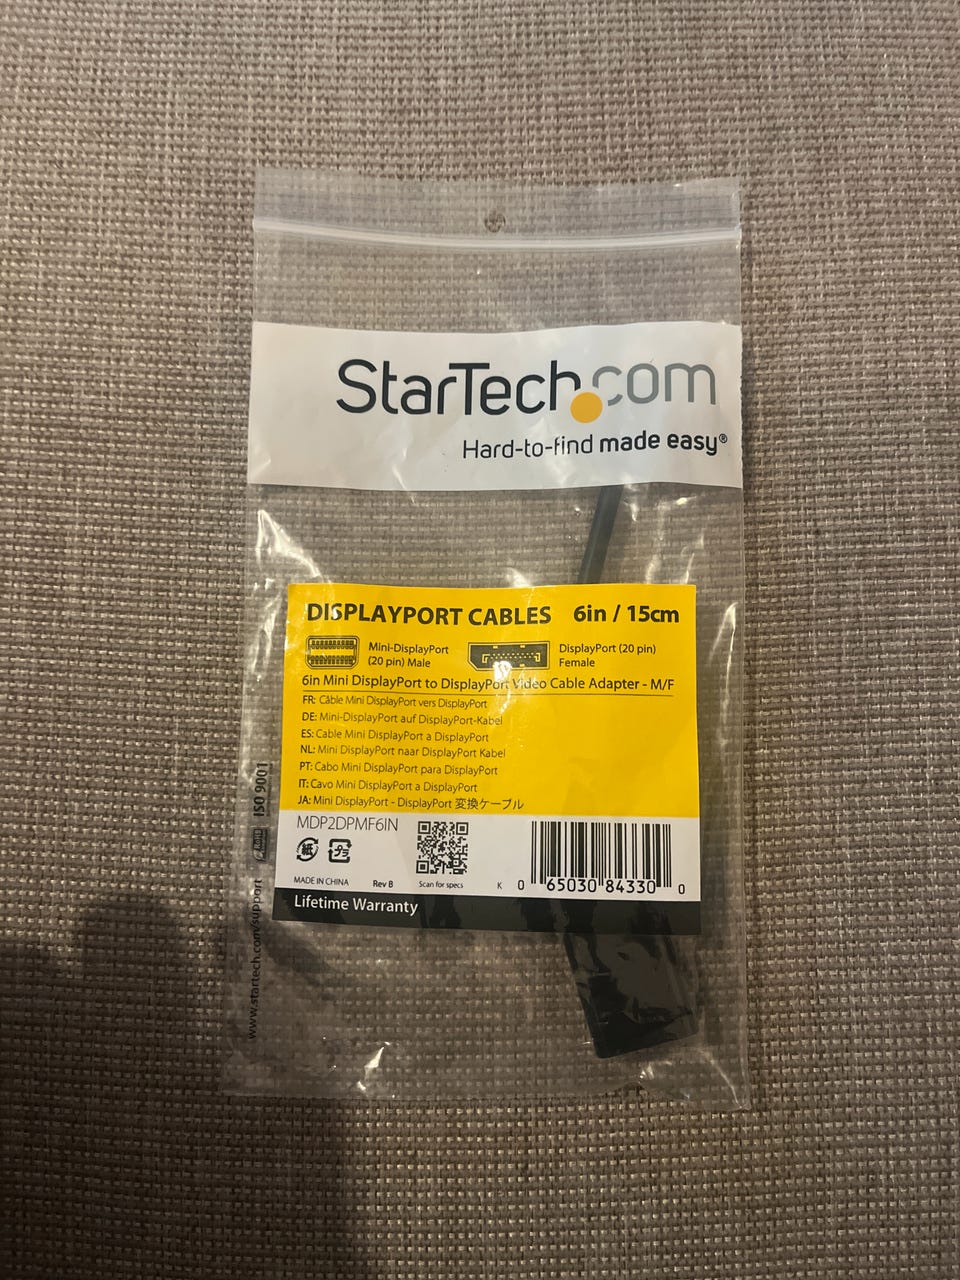 StarTech.com
Hard-to-find made easy®
DISPLAYPORT CABLES 6in / 15cm
Mini-DisplayPort
(20 pin) Male
DisplayPort (20 pin)
Female
6in Mini DisplayPort to DisplayPort Video Cable Adapter - M/F
FR: Câble Mini DisplayPort vers DisplayPort
DE: Mini-DisplayPort auf DisplayPort-Kabel
ES: Cable Mini DisplayPort a DisplayPort
NL: Mini DisplayPort naar DisplayPort Kabel
PT: Cabo Mini DisplayPort para DisplayPort
IT: Cavo Mini DisplayPort a DisplayPort
JA: Mini DisplayPort - DisplayPort 変換ケーブル
MDP2DPMF6IN
紙
プラ
MADE IN CHINA
Rev B
Scan for specs
K
0 65030 84330 0
Lifetime Warranty
www.startech.com/support
RoHS
ISO 9001